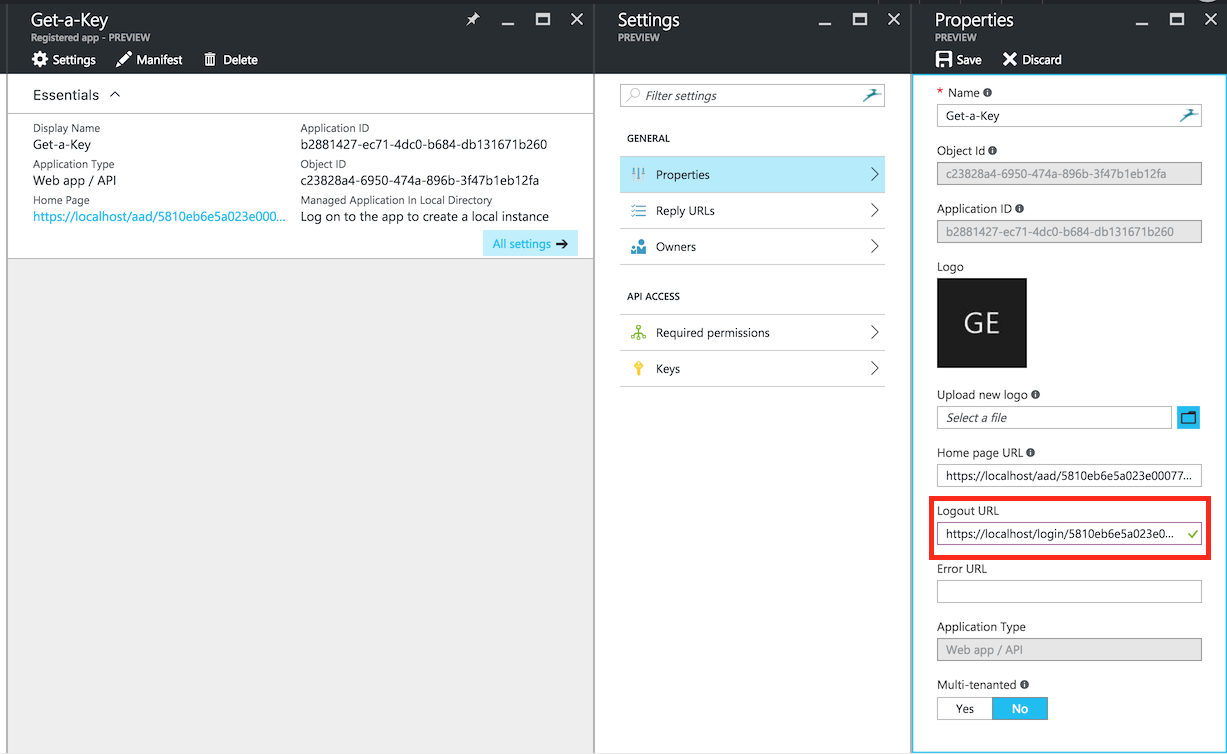 Get-a-Key
Registered app - PREVIEW
Settings Manifest Delete
Essentials
Display Name
Get-a-Key
Application Type
Web app / API
Home Page
https://localhost/aad/5810eb6e5a023e000...
Application ID
b2881427-ec71-4dc0-b684-db131671b260
Object ID
c23828a4-6950-474a-896b-3f47b1eb12fa
Managed Application In Local Directory
Log on to the app to create a local instance
All settings
Settings
PREVIEW
Filter settings
GENERAL
Properties
Reply URLs
Owners
API ACCESS
Required permissions
Keys
Properties
PREVIEW
Save Discard
* Name
Get-a-Key
Object Id
c23828a4-6950-474a-896b-3f47b1eb12fa
Application ID
b2881427-ec71-4dc0-b684-db131671b260
Logo
GE
Upload new logo
Select a file
Home page URL
https://localhost/aad/5810eb6e5a023e00077...
Logout URL
https://localhost/login/5810eb6e5a023e0...
Error URL
Application Type
Web app / API
Multi-tenanted
Yes No